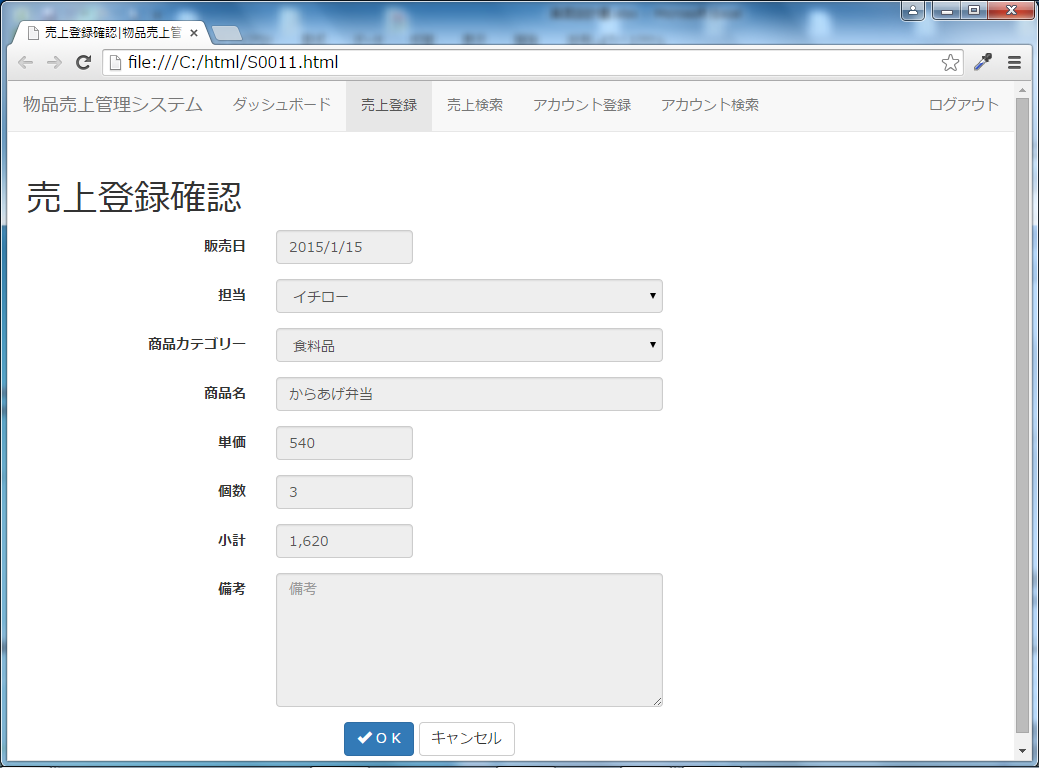 売上登録確認|物品売上管
file:///C:/html/S0011.html
物品売上管理システム ダッシュボード 売上登録 売上検索 アカウント登録 アカウント検索 ログアウト
売上登録確認
販売日 2015/1/15
担当 イチロー
商品カテゴリー 食料品
商品名 からあげ弁当
単価 540
個数 3
小計 1,620
備考 備考
ＯＫ キャンセル